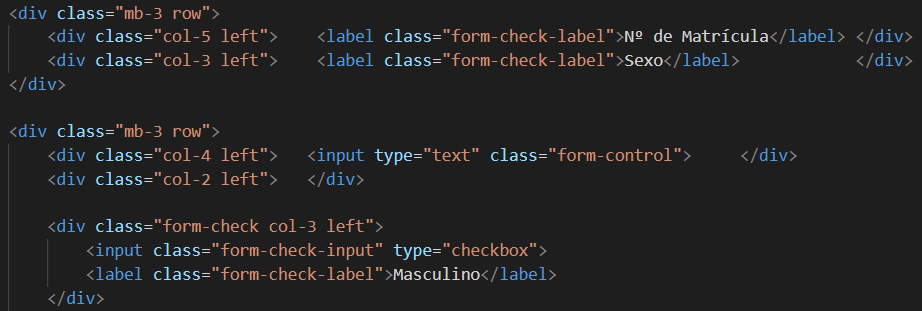 <div class="mb-3 row">
    <div class="col-5 left">    <label class="form-check-label">Nº de Matrícula</label> </div>
    <div class="col-3 left">    <label class="form-check-label">Sexo</label>            </div>
</div>

<div class="mb-3 row">
    <div class="col-4 left">   <input type="text" class="form-control">     </div>
    <div class="col-2 left">   </div>

    <div class="form-check col-3 left">
        <input class="form-check-input" type="checkbox">
        <label class="form-check-label">Masculino</label>
    </div>